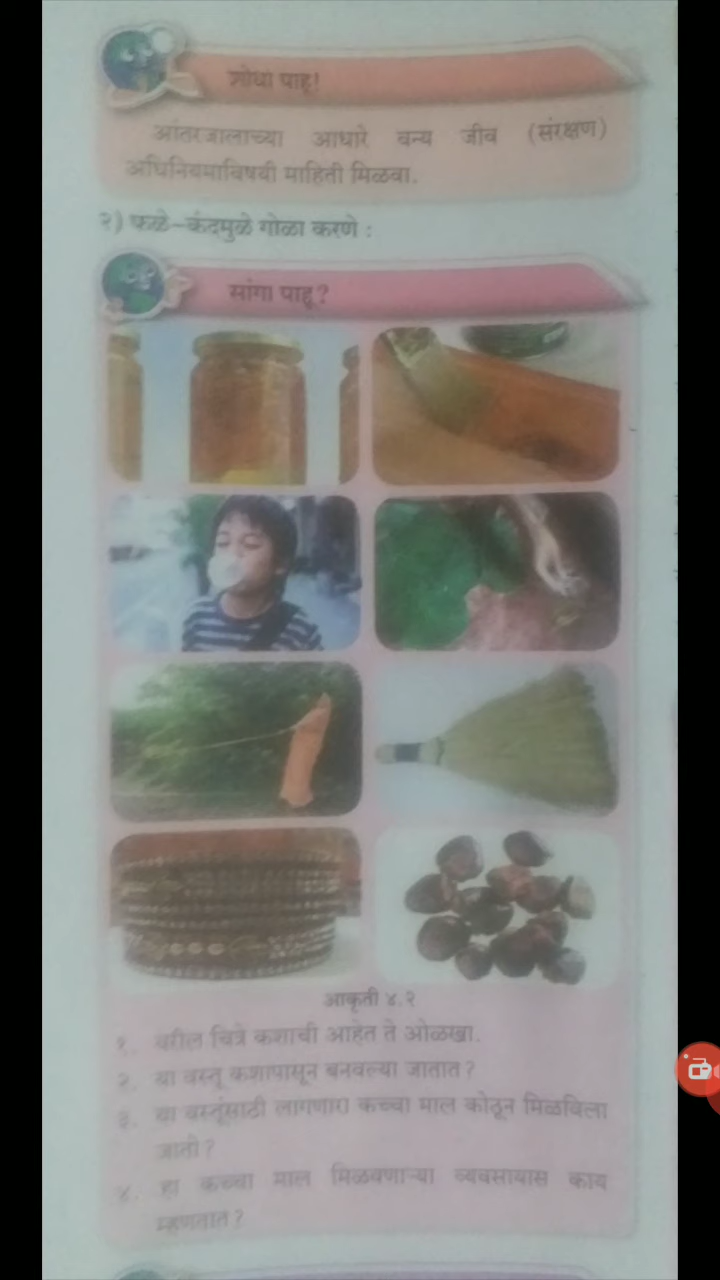 शोधा पाहू!
आंतरजालाच्या आधारे वन्य जीव (संरक्षण)
अधिनियमाविषयी माहिती मिळवा.
२) फळे-कंदमुळे गोळा करणे :
सांगा पाहू?
आकृती ४.२
१. वरील चित्रे कशाची आहेत ते ओळखा.
२. या वस्तू कशापासून बनवल्या जातात?
३. या वस्तूंसाठी लागणारा कच्चा माल कोठून मिळविला
जातो?
४. हा कच्चा माल मिळवणाऱ्या व्यवसायास काय
म्हणतात?